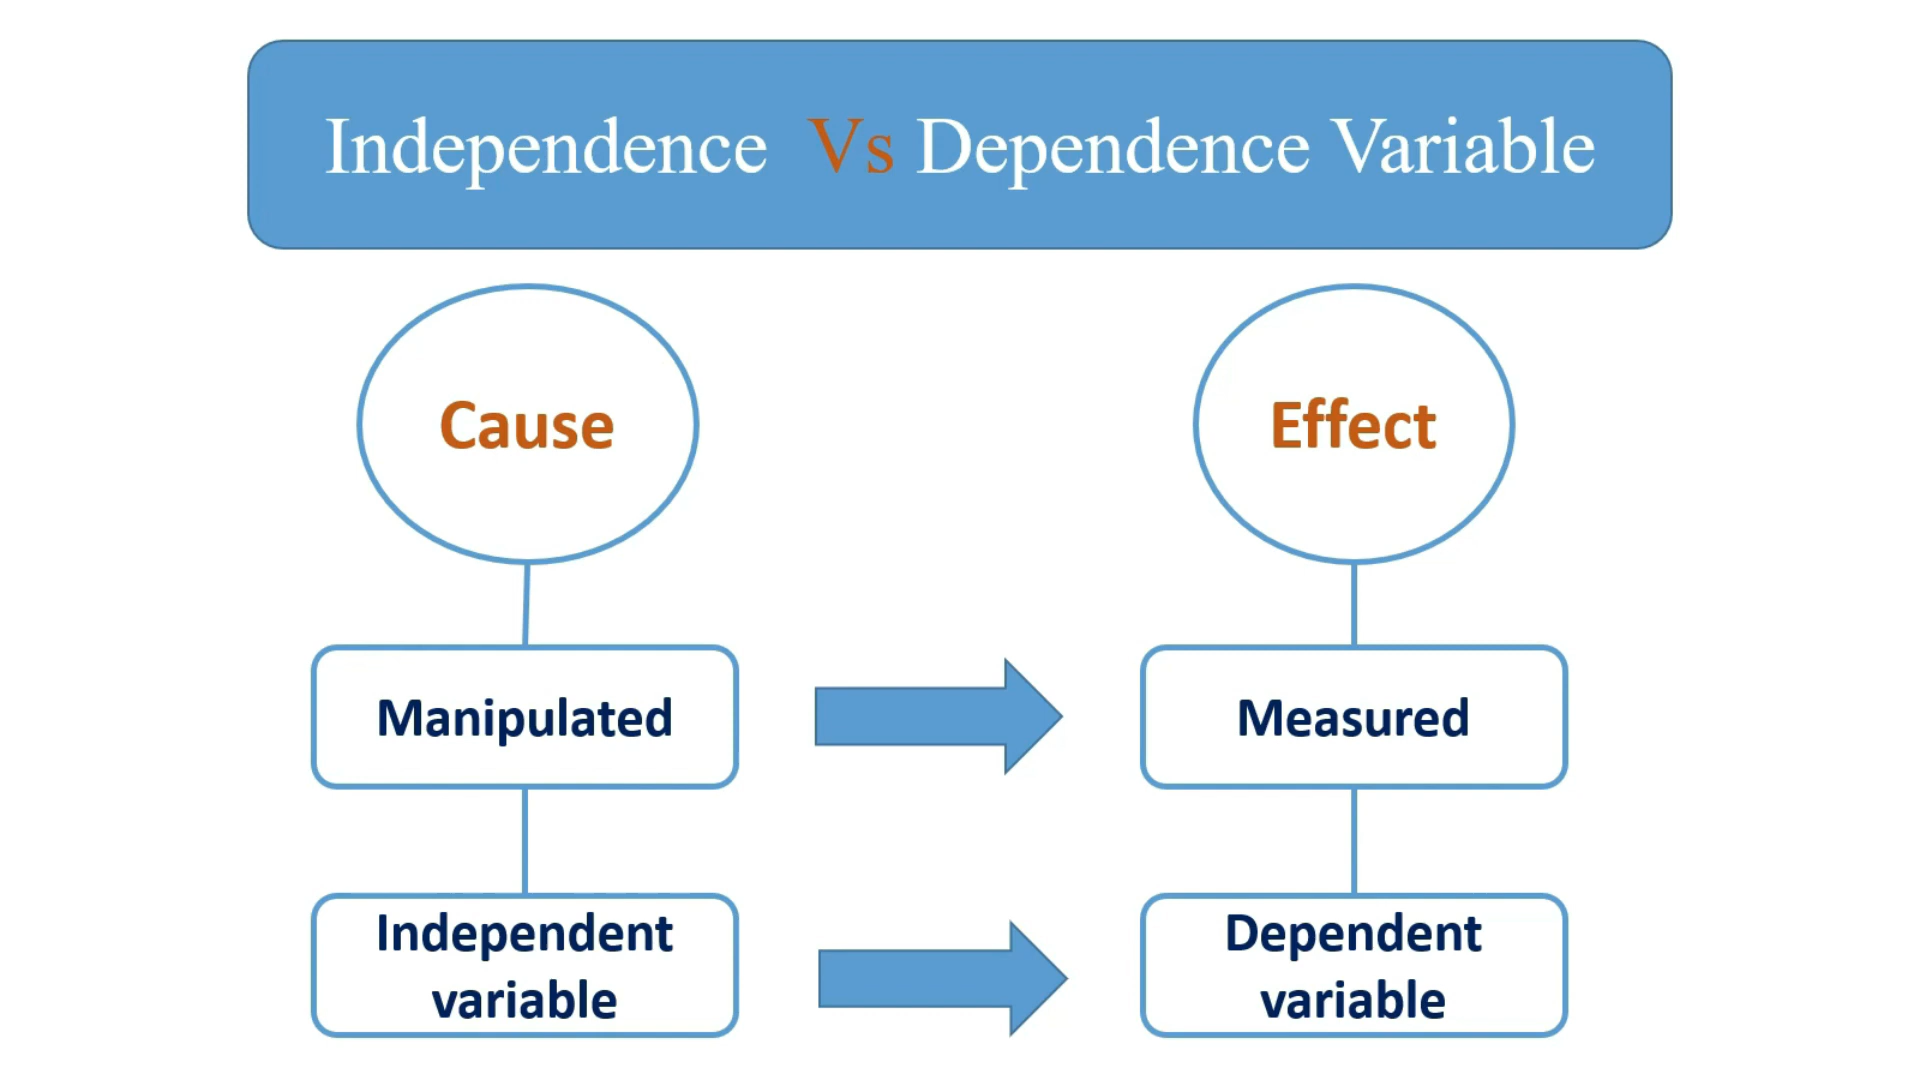 Independence Vs Dependence Variable
Cause
Effect
Manipulated
Measured
Independent
variable
Dependent
variable